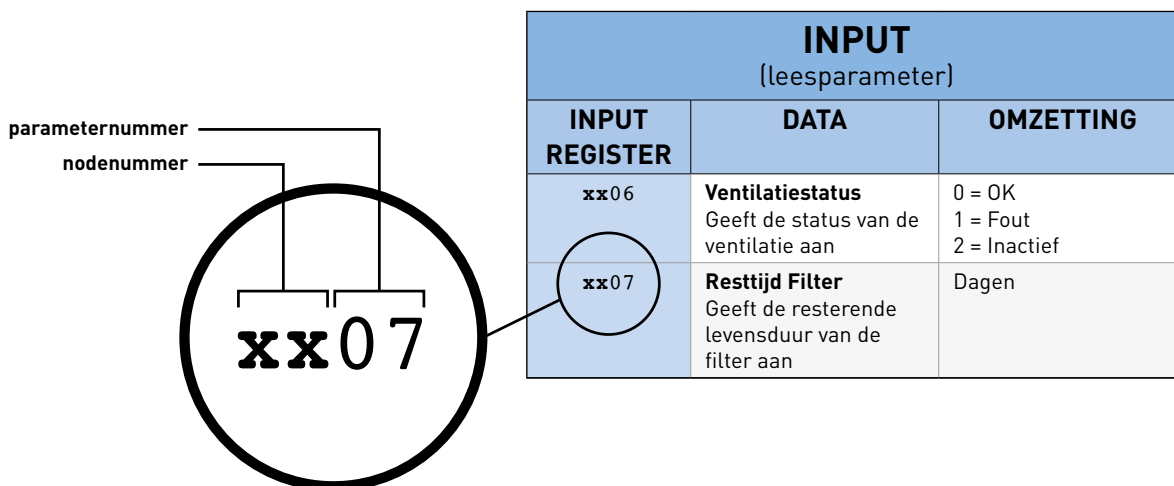 parameternummer
nodenummer
xx07
INPUT
(leesparameter)
INPUT
REGISTER
DATA
OMZETTING
xx06
Ventilatiestatus
Geeft de status van de
ventilatie aan
0 = OK
1 = Fout
2 = Inactief
xx07
Resttijd Filter
Geeft de resterende
levensduur van de
filter aan
Dagen